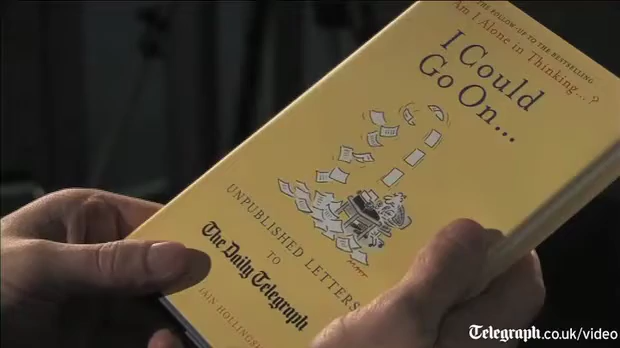 THE FOLLOW-UP TO THE BESTSELLING
Am I Alone in Thinking...?
I Could
Go On...
UNPUBLISHED LETTERS
TO
The Daily Telegraph
IAIN
Telegraph.co.uk/video